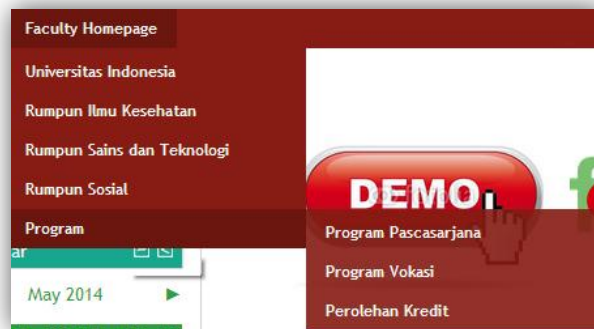 Faculty Homepage
Universitas Indonesia
Rumpun Ilmu Kesehatan
Rumpun Sains dan Teknologi
Rumpun Sosial
Program
DEMO
Program Pascasarjana
Program Vokasi
Perolehan Kredit
ar
May 2014